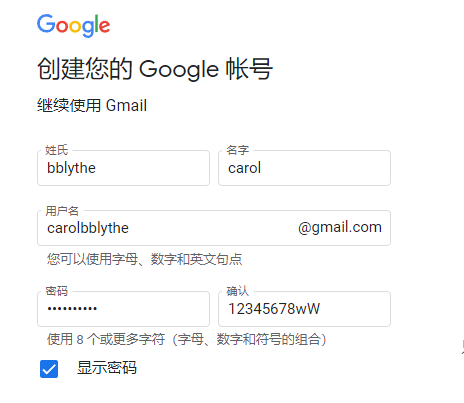 Google
创建您的 Google 帐号
继续使用 Gmail
姓氏 名字
bblythe carol
用户名
carolbblythe @gmail.com
您可以使用字母、数字和英文句点
密码 确认
•••••••••• 12345678wW
使用 8 个或更多字符（字母、数字和符号的组合）
显示密码